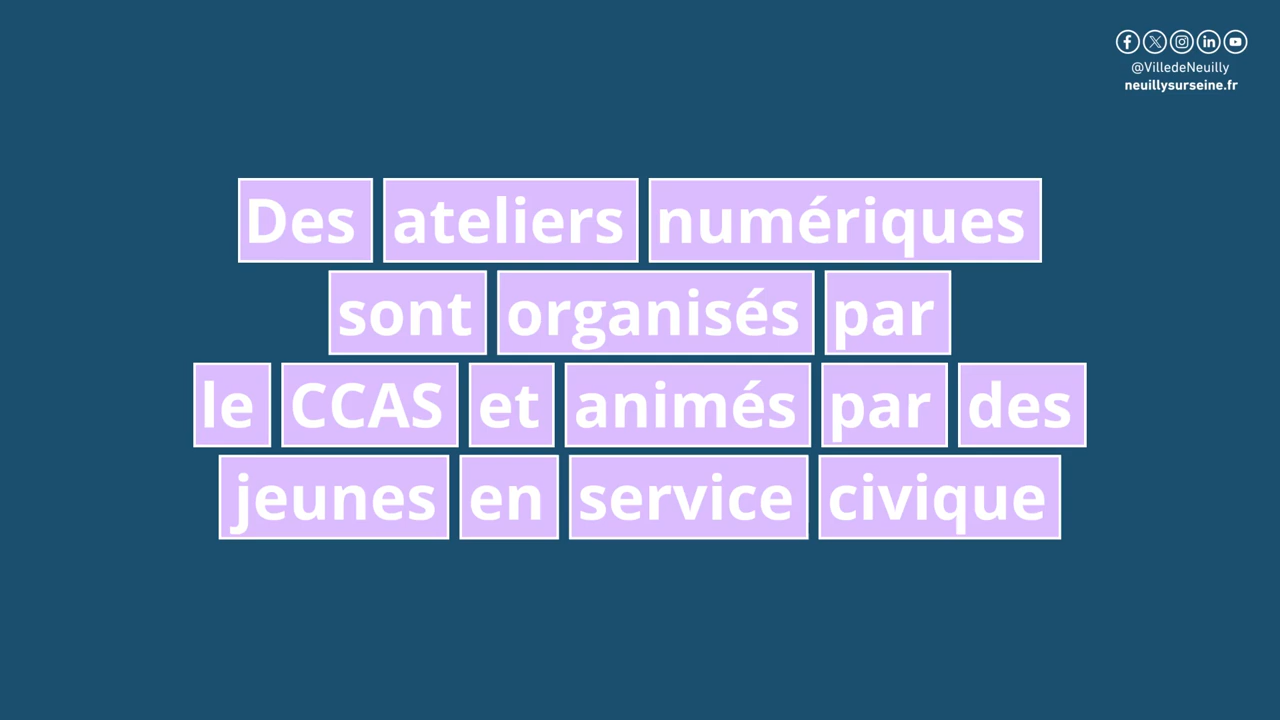 @VilledeNeuilly
neuillysurseine.fr
Des ateliers numériques
sont organisés par
le CCAS et animés par des
jeunes en service civique